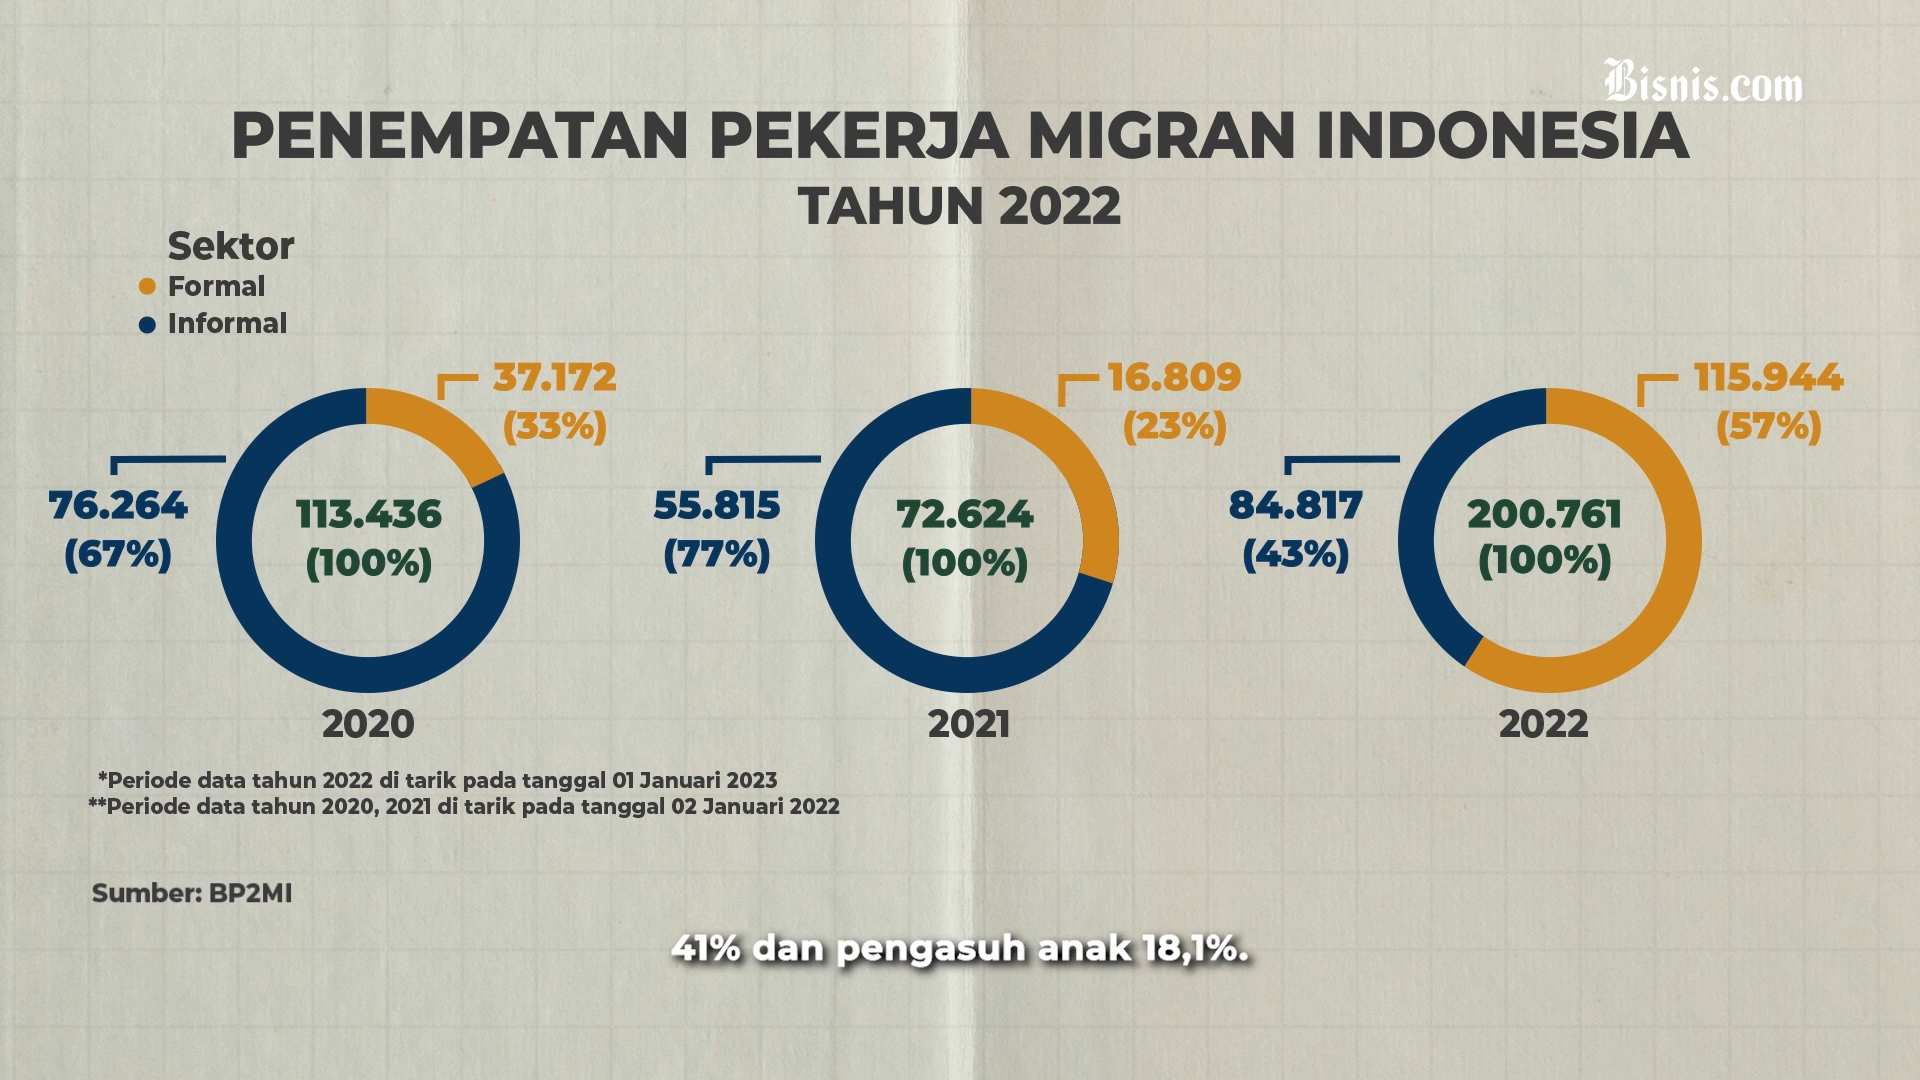 Bisnis.com
PENEMPATAN PEKERJA MIGRAN INDONESIA
TAHUN 2022
Sektor
Formal
Informal
37.172
(33%)
76.264
(67%)
113.436
(100%)
2020
16.809
(23%)
55.815
(77%)
72.624
(100%)
2021
115.944
(57%)
84.817
(43%)
200.761
(100%)
2022
*Periode data tahun 2022 di tarik pada tanggal 01 Januari 2023
**Periode data tahun 2020, 2021 di tarik pada tanggal 02 Januari 2022
Sumber: BP2MI
41% dan pengasuh anak 18,1%.